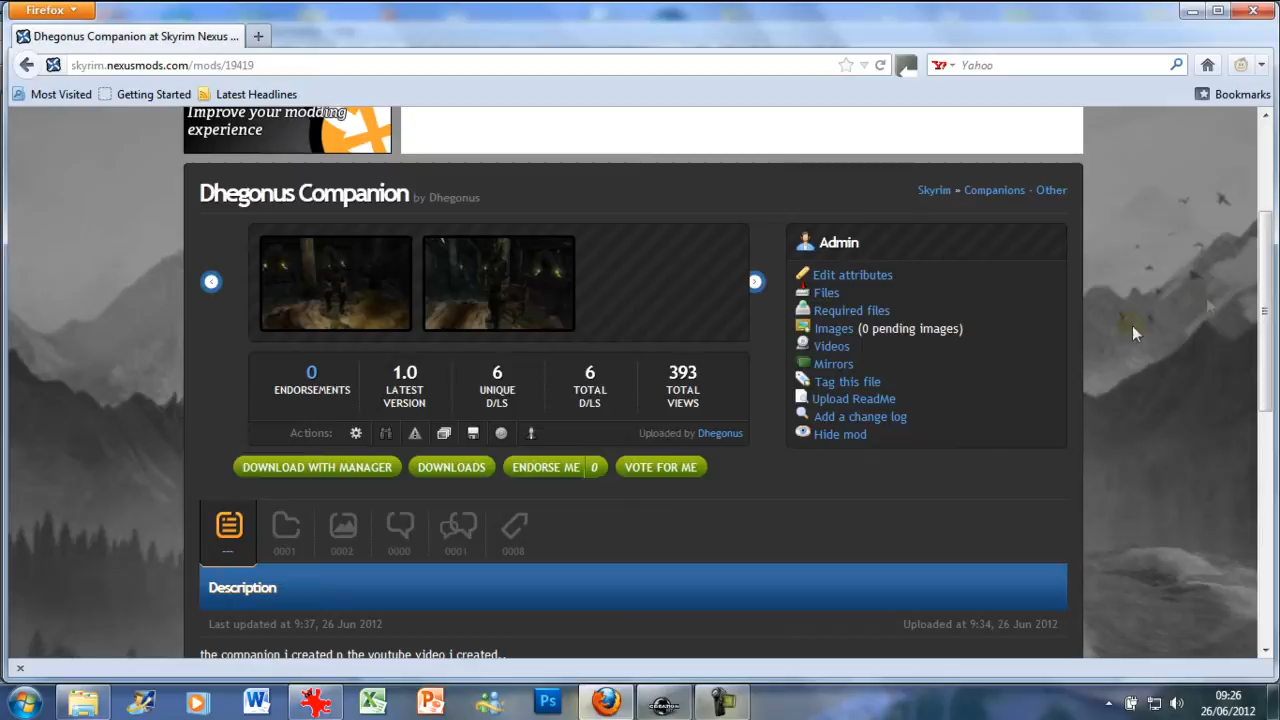 Firefox
Dhegonus Companion at Skyrim Nexus ...
skyrim.nexusmods.com/mods/19419
Yahoo
Most Visited
Getting Started
Latest Headlines
Bookmarks
Improve your modding
experience
Dhegonus Companion by Dhegonus
Skyrim » Companions - Other
Admin
Edit attributes
Files
Required files
Images (0 pending images)
Videos
Mirrors
Tag this file
Upload ReadMe
Add a change log
Hide mod
0 ENDORSEMENTS
1.0 LATEST VERSION
6 UNIQUE D/LS
6 TOTAL D/LS
393 TOTAL VIEWS
Actions:
Uploaded by Dhegonus
DOWNLOAD WITH MANAGER
DOWNLOADS
ENDORSE ME 0
VOTE FOR ME
---
0001
0002
0000
0001
0008
Description
Last updated at 9:37, 26 Jun 2012
Uploaded at 9:34, 26 Jun 2012
the companion i created n the youtube video i created..
Ps
09:26
26/06/2012